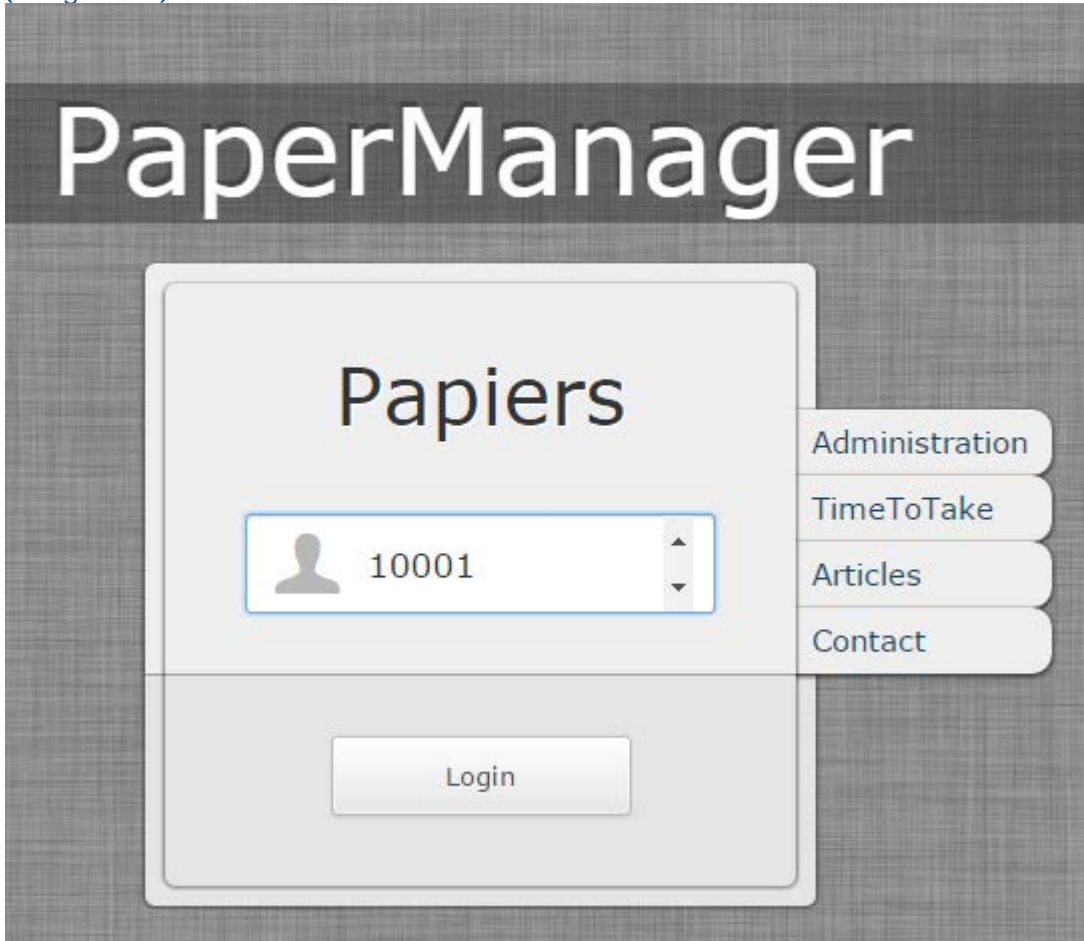 PaperManager
Papiers
Administration
TimeToTake
10001
Articles
Contact
Login